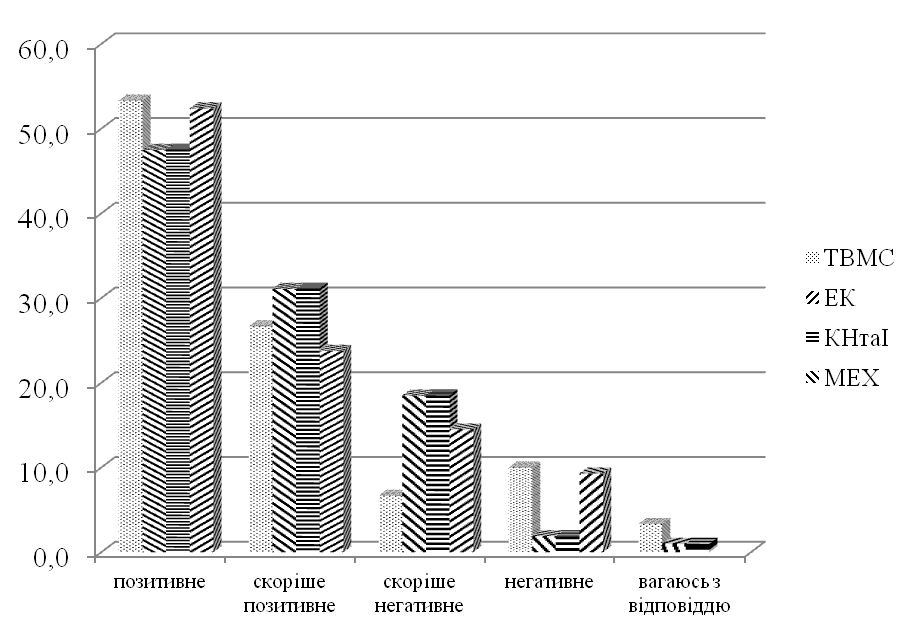 60,0
50,0
40,0
30,0
20,0
10,0
0,0
позитивне
скоріше
позитивне
скоріше
негативне
негативне
вагаюсь з
відповіддю
ТВМС
ЕК
КНтаІ
МЕХ